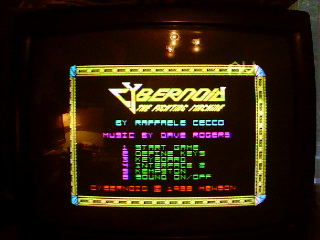 CYBERNOID
THE FIGHTING MACHINE
BY RAFFAELE CECCO
MUSIC BY DAVE ROGERS
1 START GAME
2 DEFINE KEYS
3 KEYBOARD
4 INTERFACE 2
5 KEMPSTON
6 SOUND ON/OFF
CYBERNOID © 1988 HEWSON